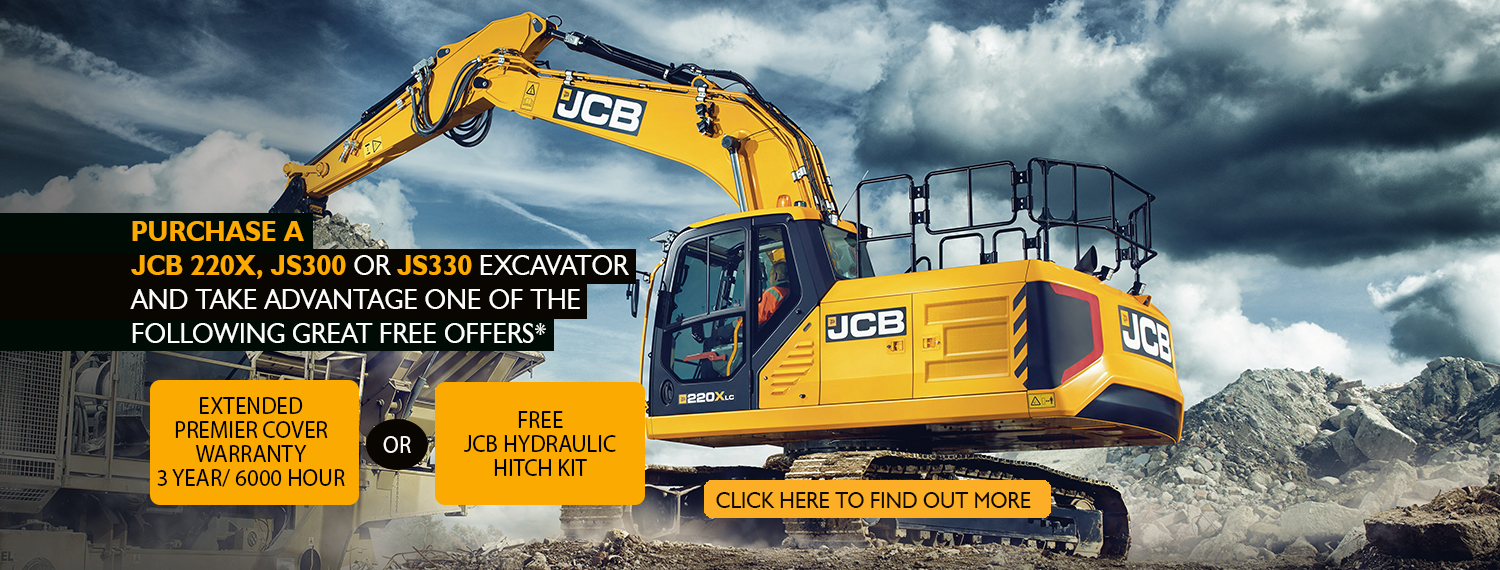 JCB
PURCHASE A
JCB 220X, JS300 OR JS330 EXCAVATOR
AND TAKE ADVANTAGE ONE OF THE
FOLLOWING GREAT FREE OFFERS*
JCB
JCB
220X LC
EXTENDED
PREMIER COVER
WARRANTY
3 YEAR/ 6000 HOUR
OR
FREE
JCB HYDRAULIC
HITCH KIT
CLICK HERE TO FIND OUT MORE